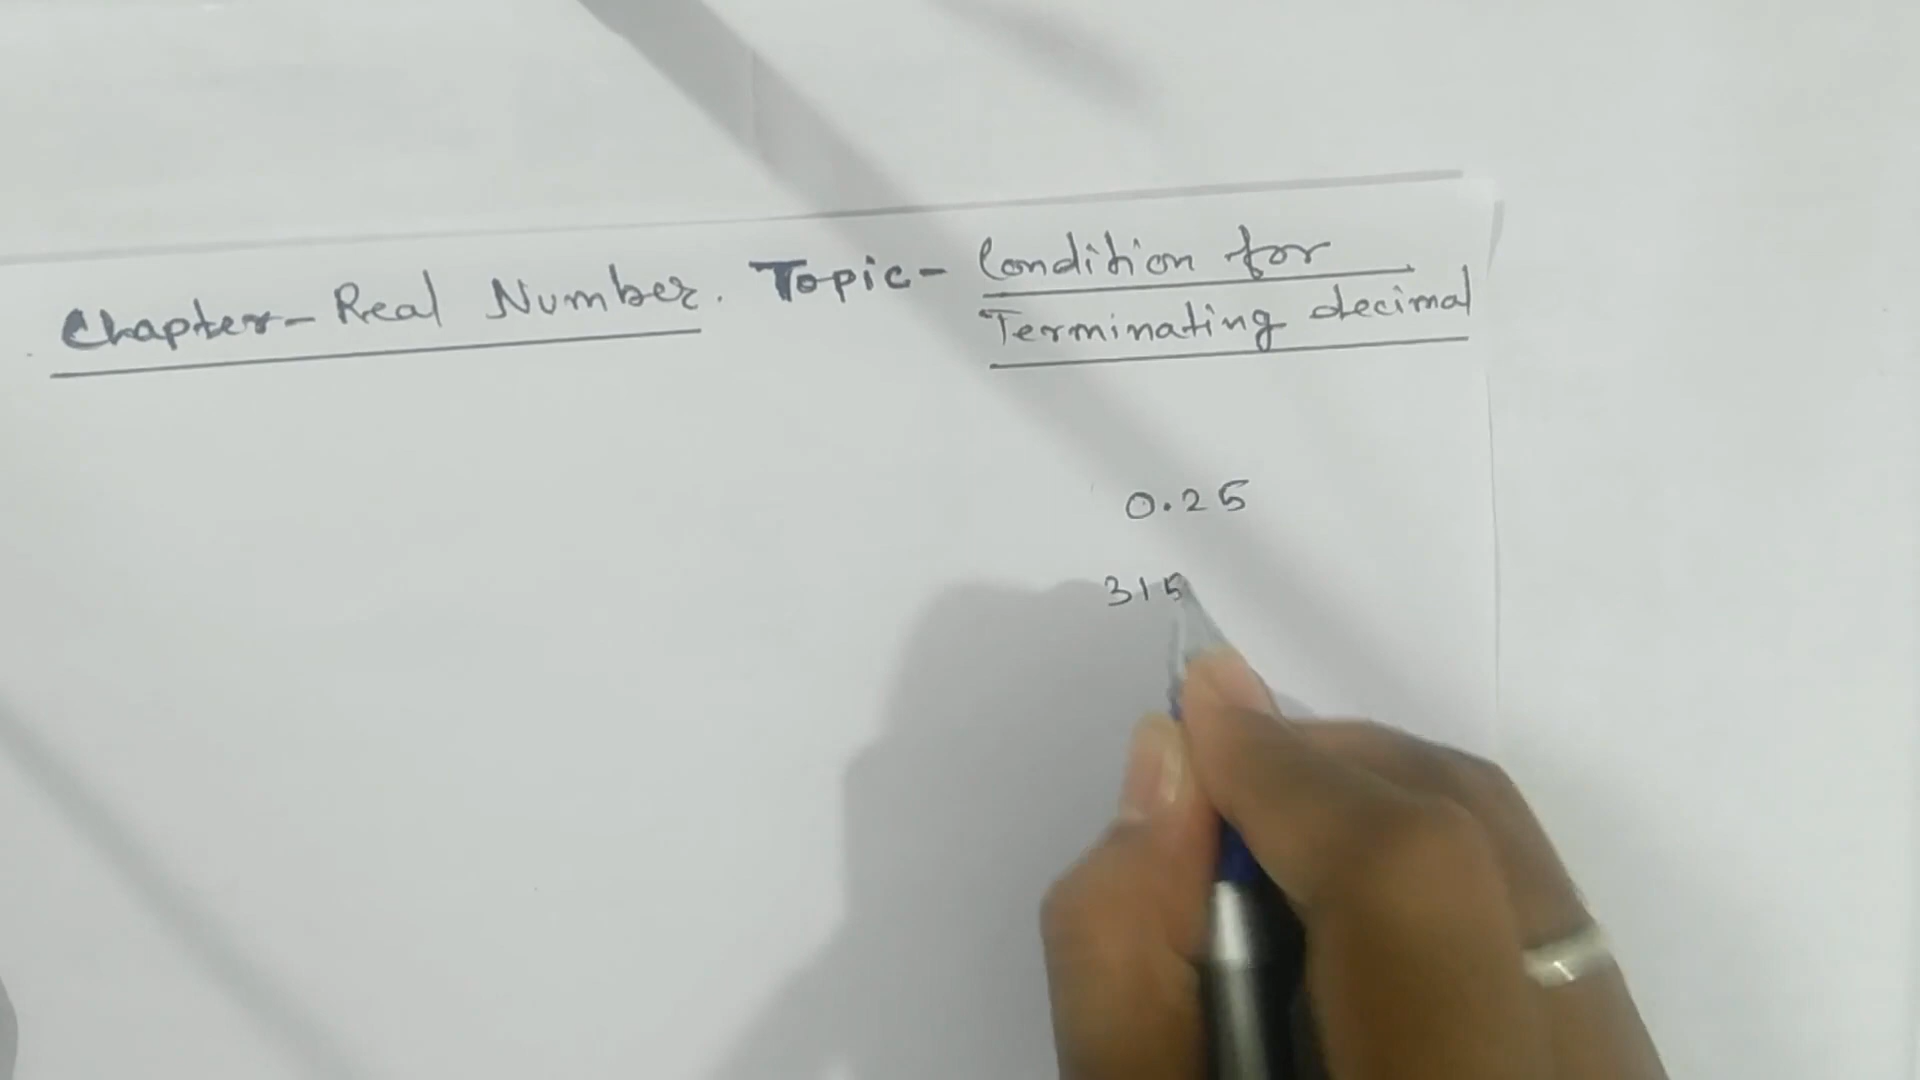 Chapter- Real Number. Topic- Condition for
Terminating decimal
0.25
315